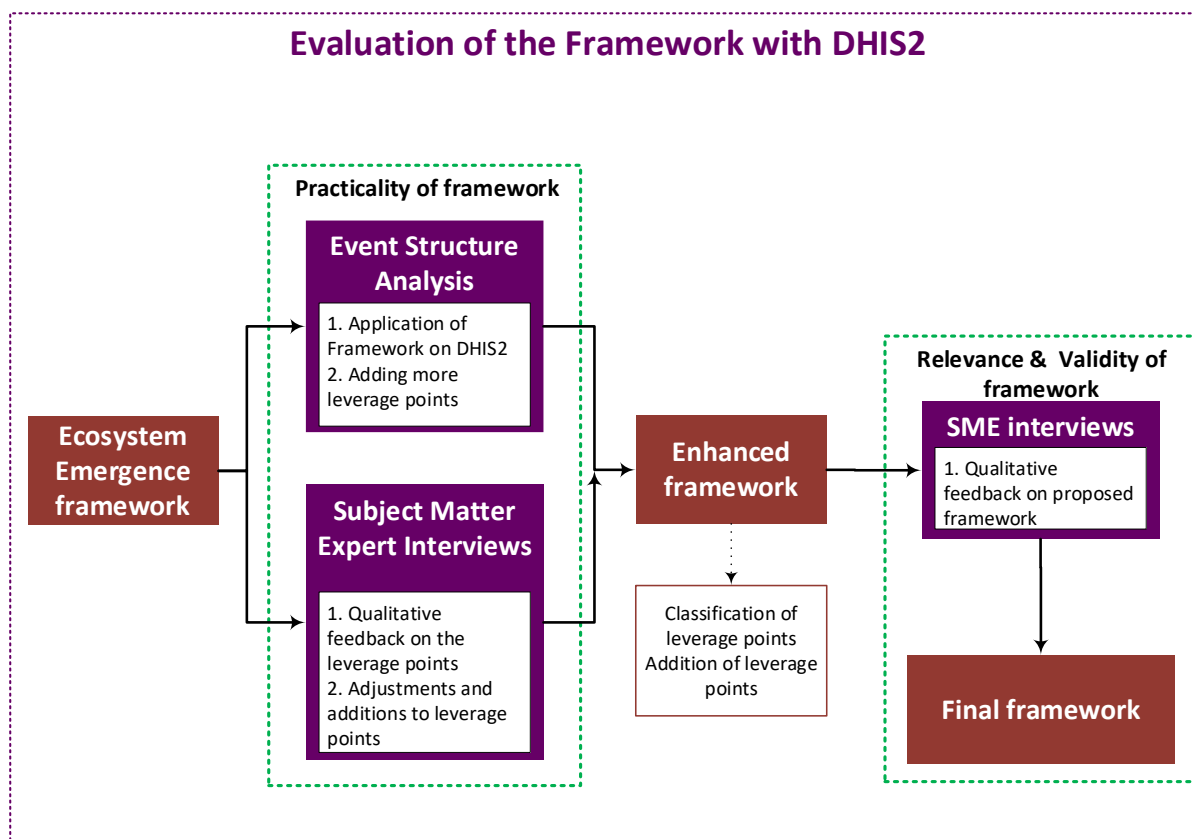 Evaluation of the Framework with DHIS2
Practicality of framework
Event Structure
Analysis
1. Application of
Framework on DHIS2
2. Adding more
leverage points
Ecosystem
Emergence
framework
Subject Matter
Expert Interviews
1. Qualitative
feedback on the
leverage points
2. Adjustments and
additions to leverage
points
Enhanced
framework
Classification of
leverage points
Addition of leverage
points
Relevance &  Validity of
framework
SME interviews
1. Qualitative
feedback on proposed
framework
Final framework